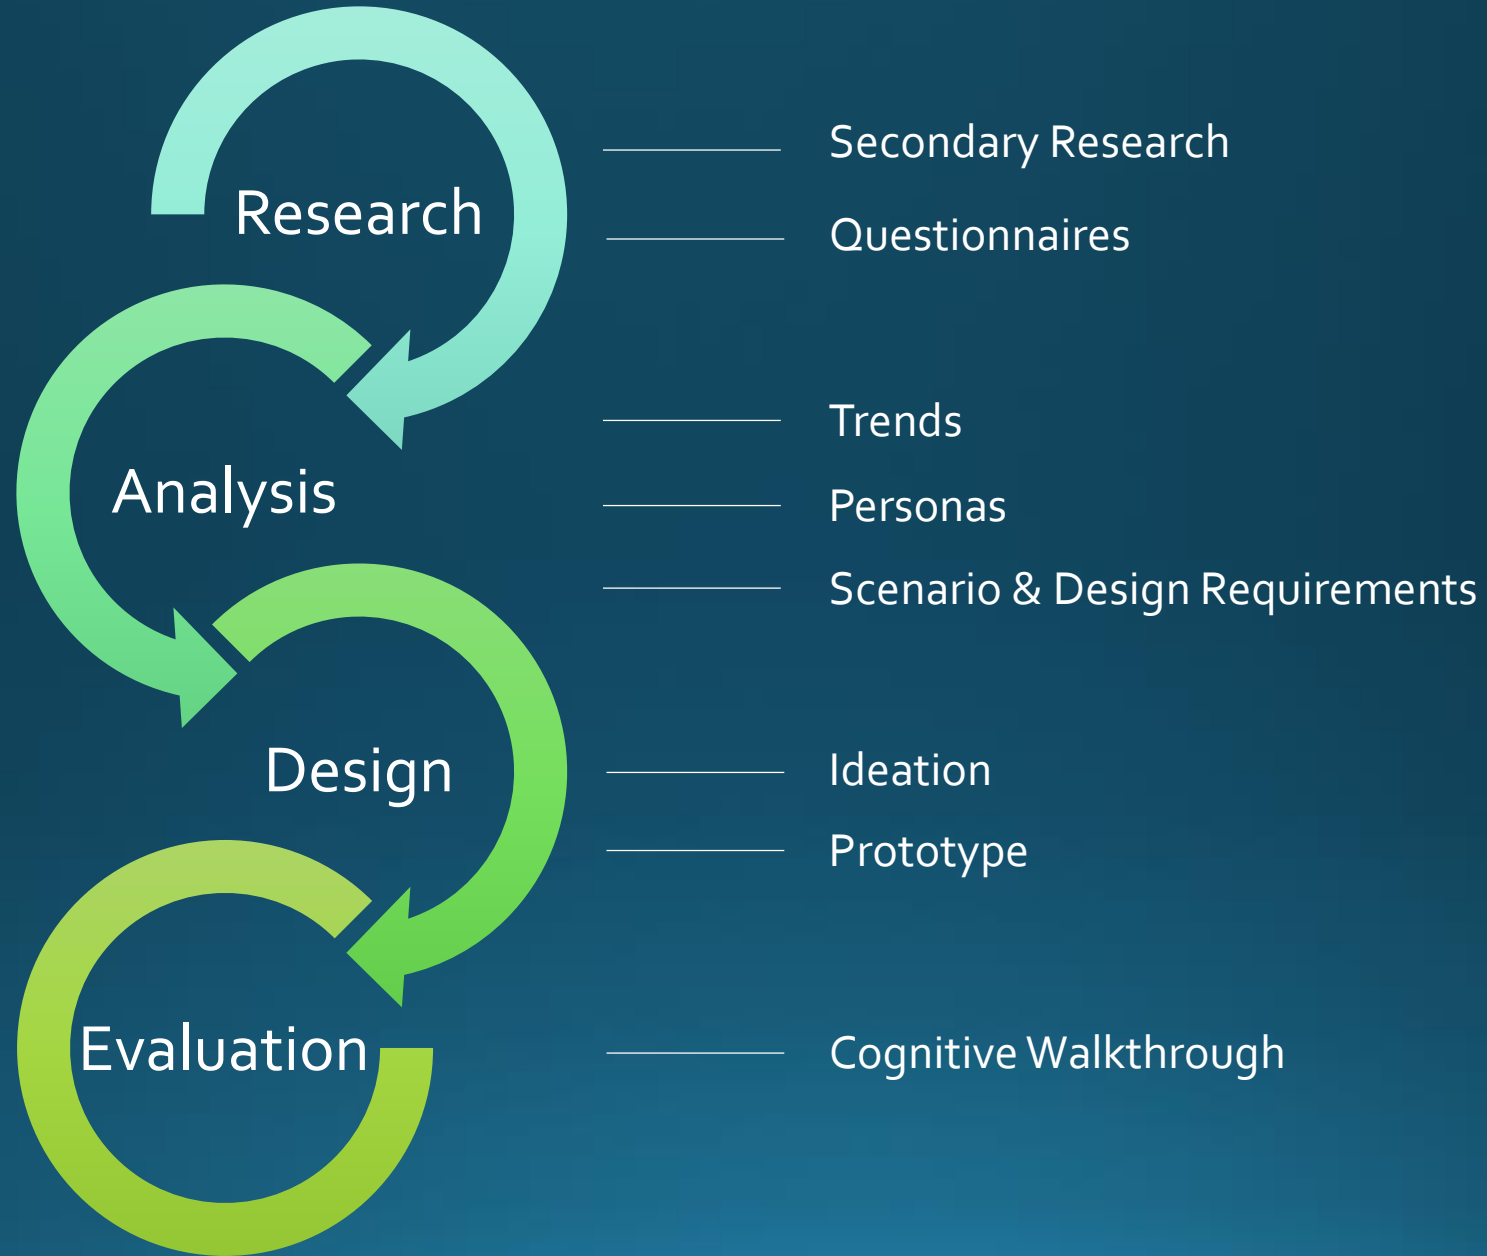 Research
Secondary Research
Questionnaires
Analysis
Trends
Personas
Scenario & Design Requirements
Design
Ideation
Prototype
Evaluation
Cognitive Walkthrough